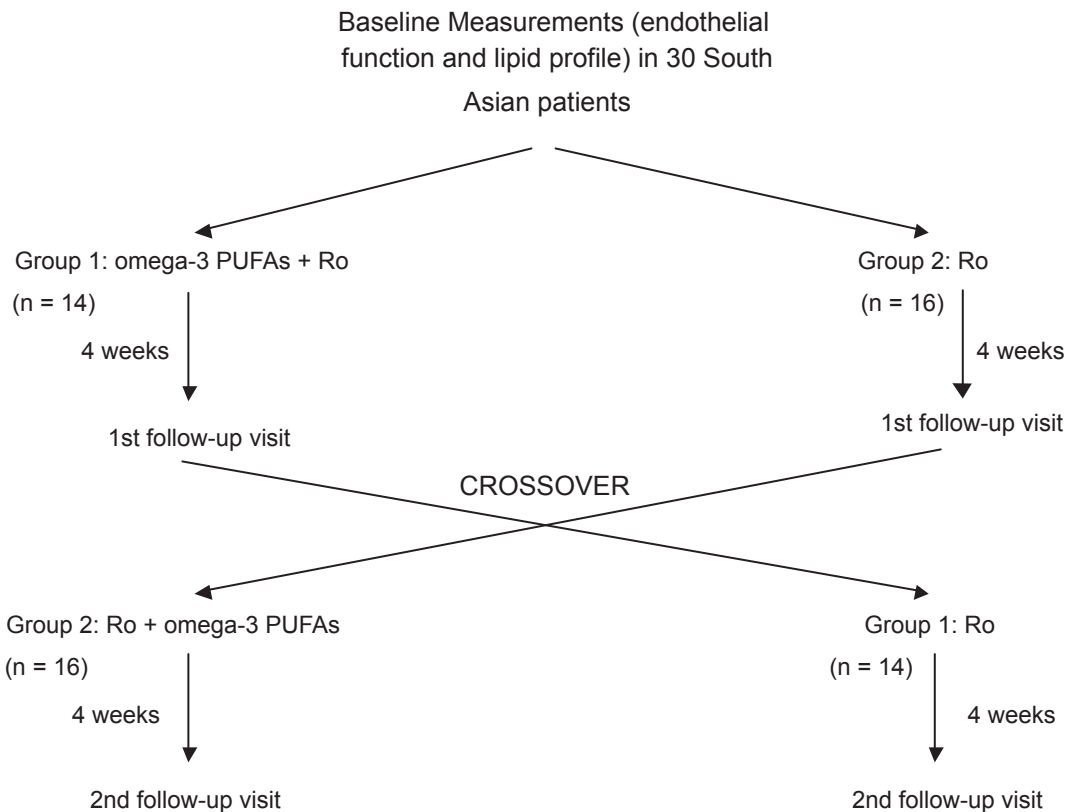 Baseline Measurements (endothelial
function and lipid profile) in 30 South
Asian patients
Group 1: omega-3 PUFAs + Ro
(n = 14)
4 weeks
1st follow-up visit
Group 2: Ro
(n = 16)
4 weeks
1st follow-up visit
CROSSOVER
Group 2: Ro + omega-3 PUFAs
(n = 16)
4 weeks
2nd follow-up visit
Group 1: Ro
(n = 14)
4 weeks
2nd follow-up visit